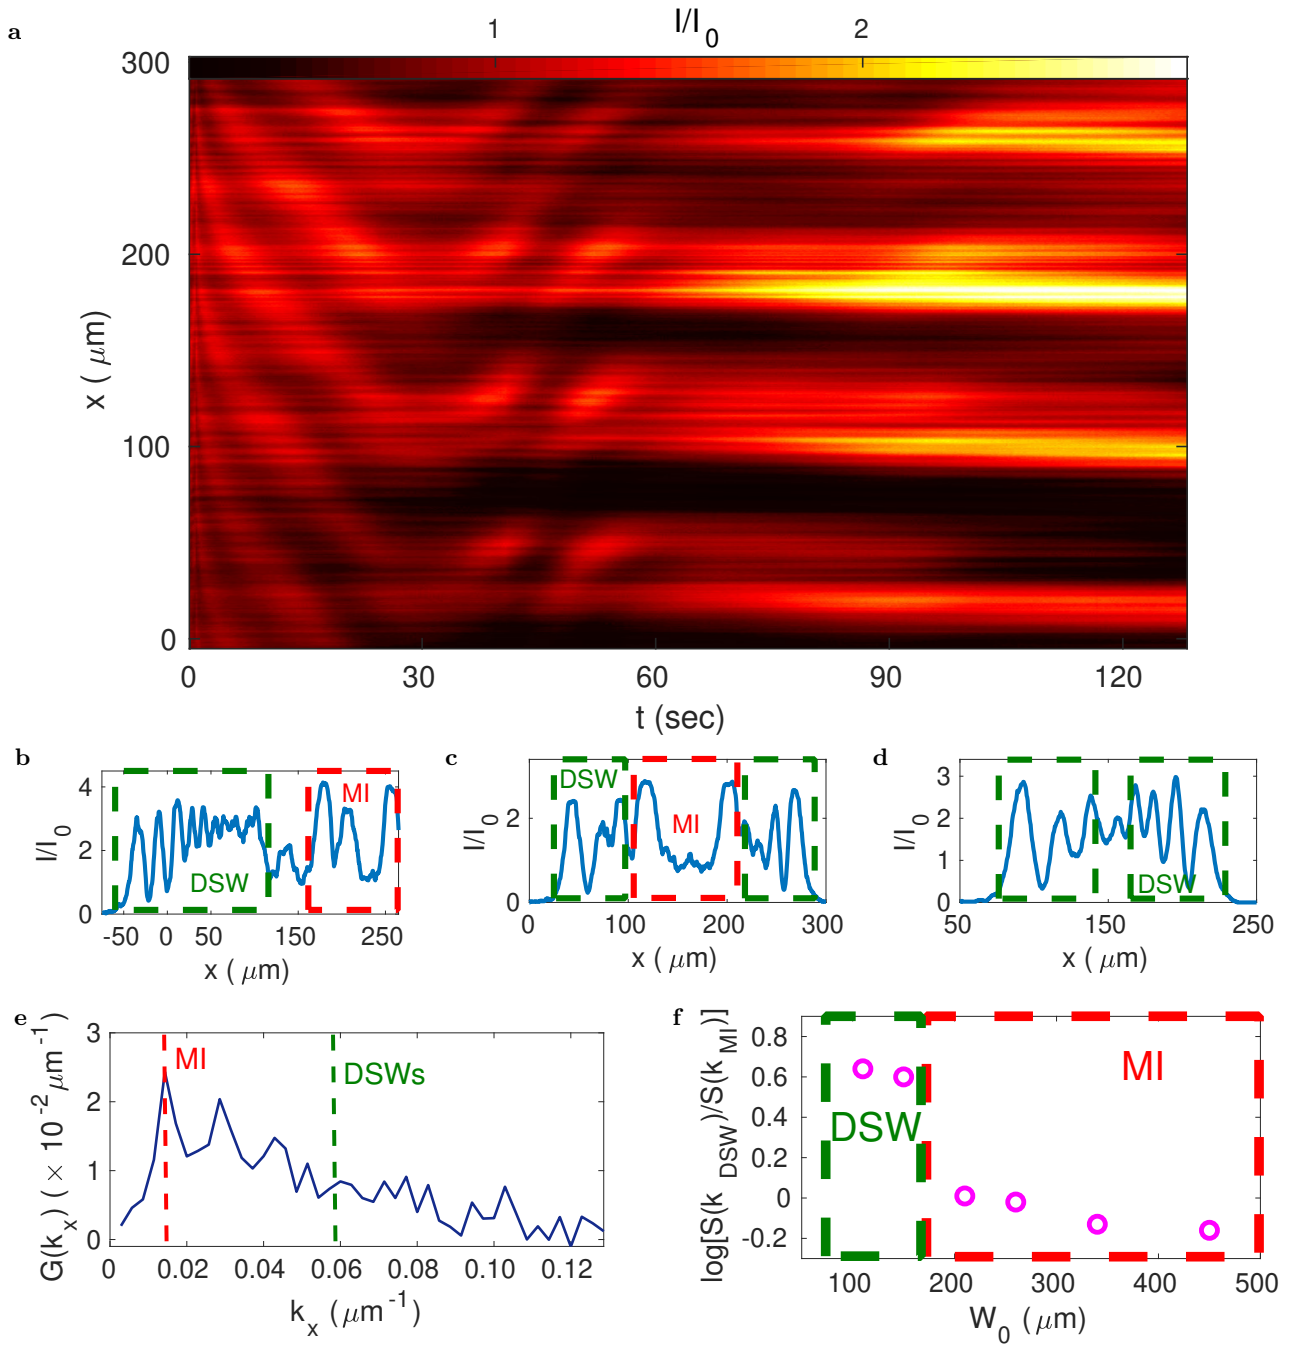 a
I/I0
1 2
300
200
100
0
x ( μm)
0 30 60 90 120
t (sec)
b
I/I0
4
2
0
MI
DSW
-50 0 50 150 250
x ( μm)
c
I/I0
2
0
DSW
MI
0 100 200 300
x ( μm)
d
I/I0
3
2
1
0
DSW
50 150 250
x ( μm)
e
G(kx) ( × 10-2 μm-1)
3
2
1
0
MI
DSWs
0 0.02 0.04 0.06 0.08 0.10 0.12
kx ( μm-1)
f
log[S(k DSW)/S(k MI)]
0.8
0.6
0.4
0.2
0
-0.2
DSW
MI
100 200 300 400 500
W0 ( μm)